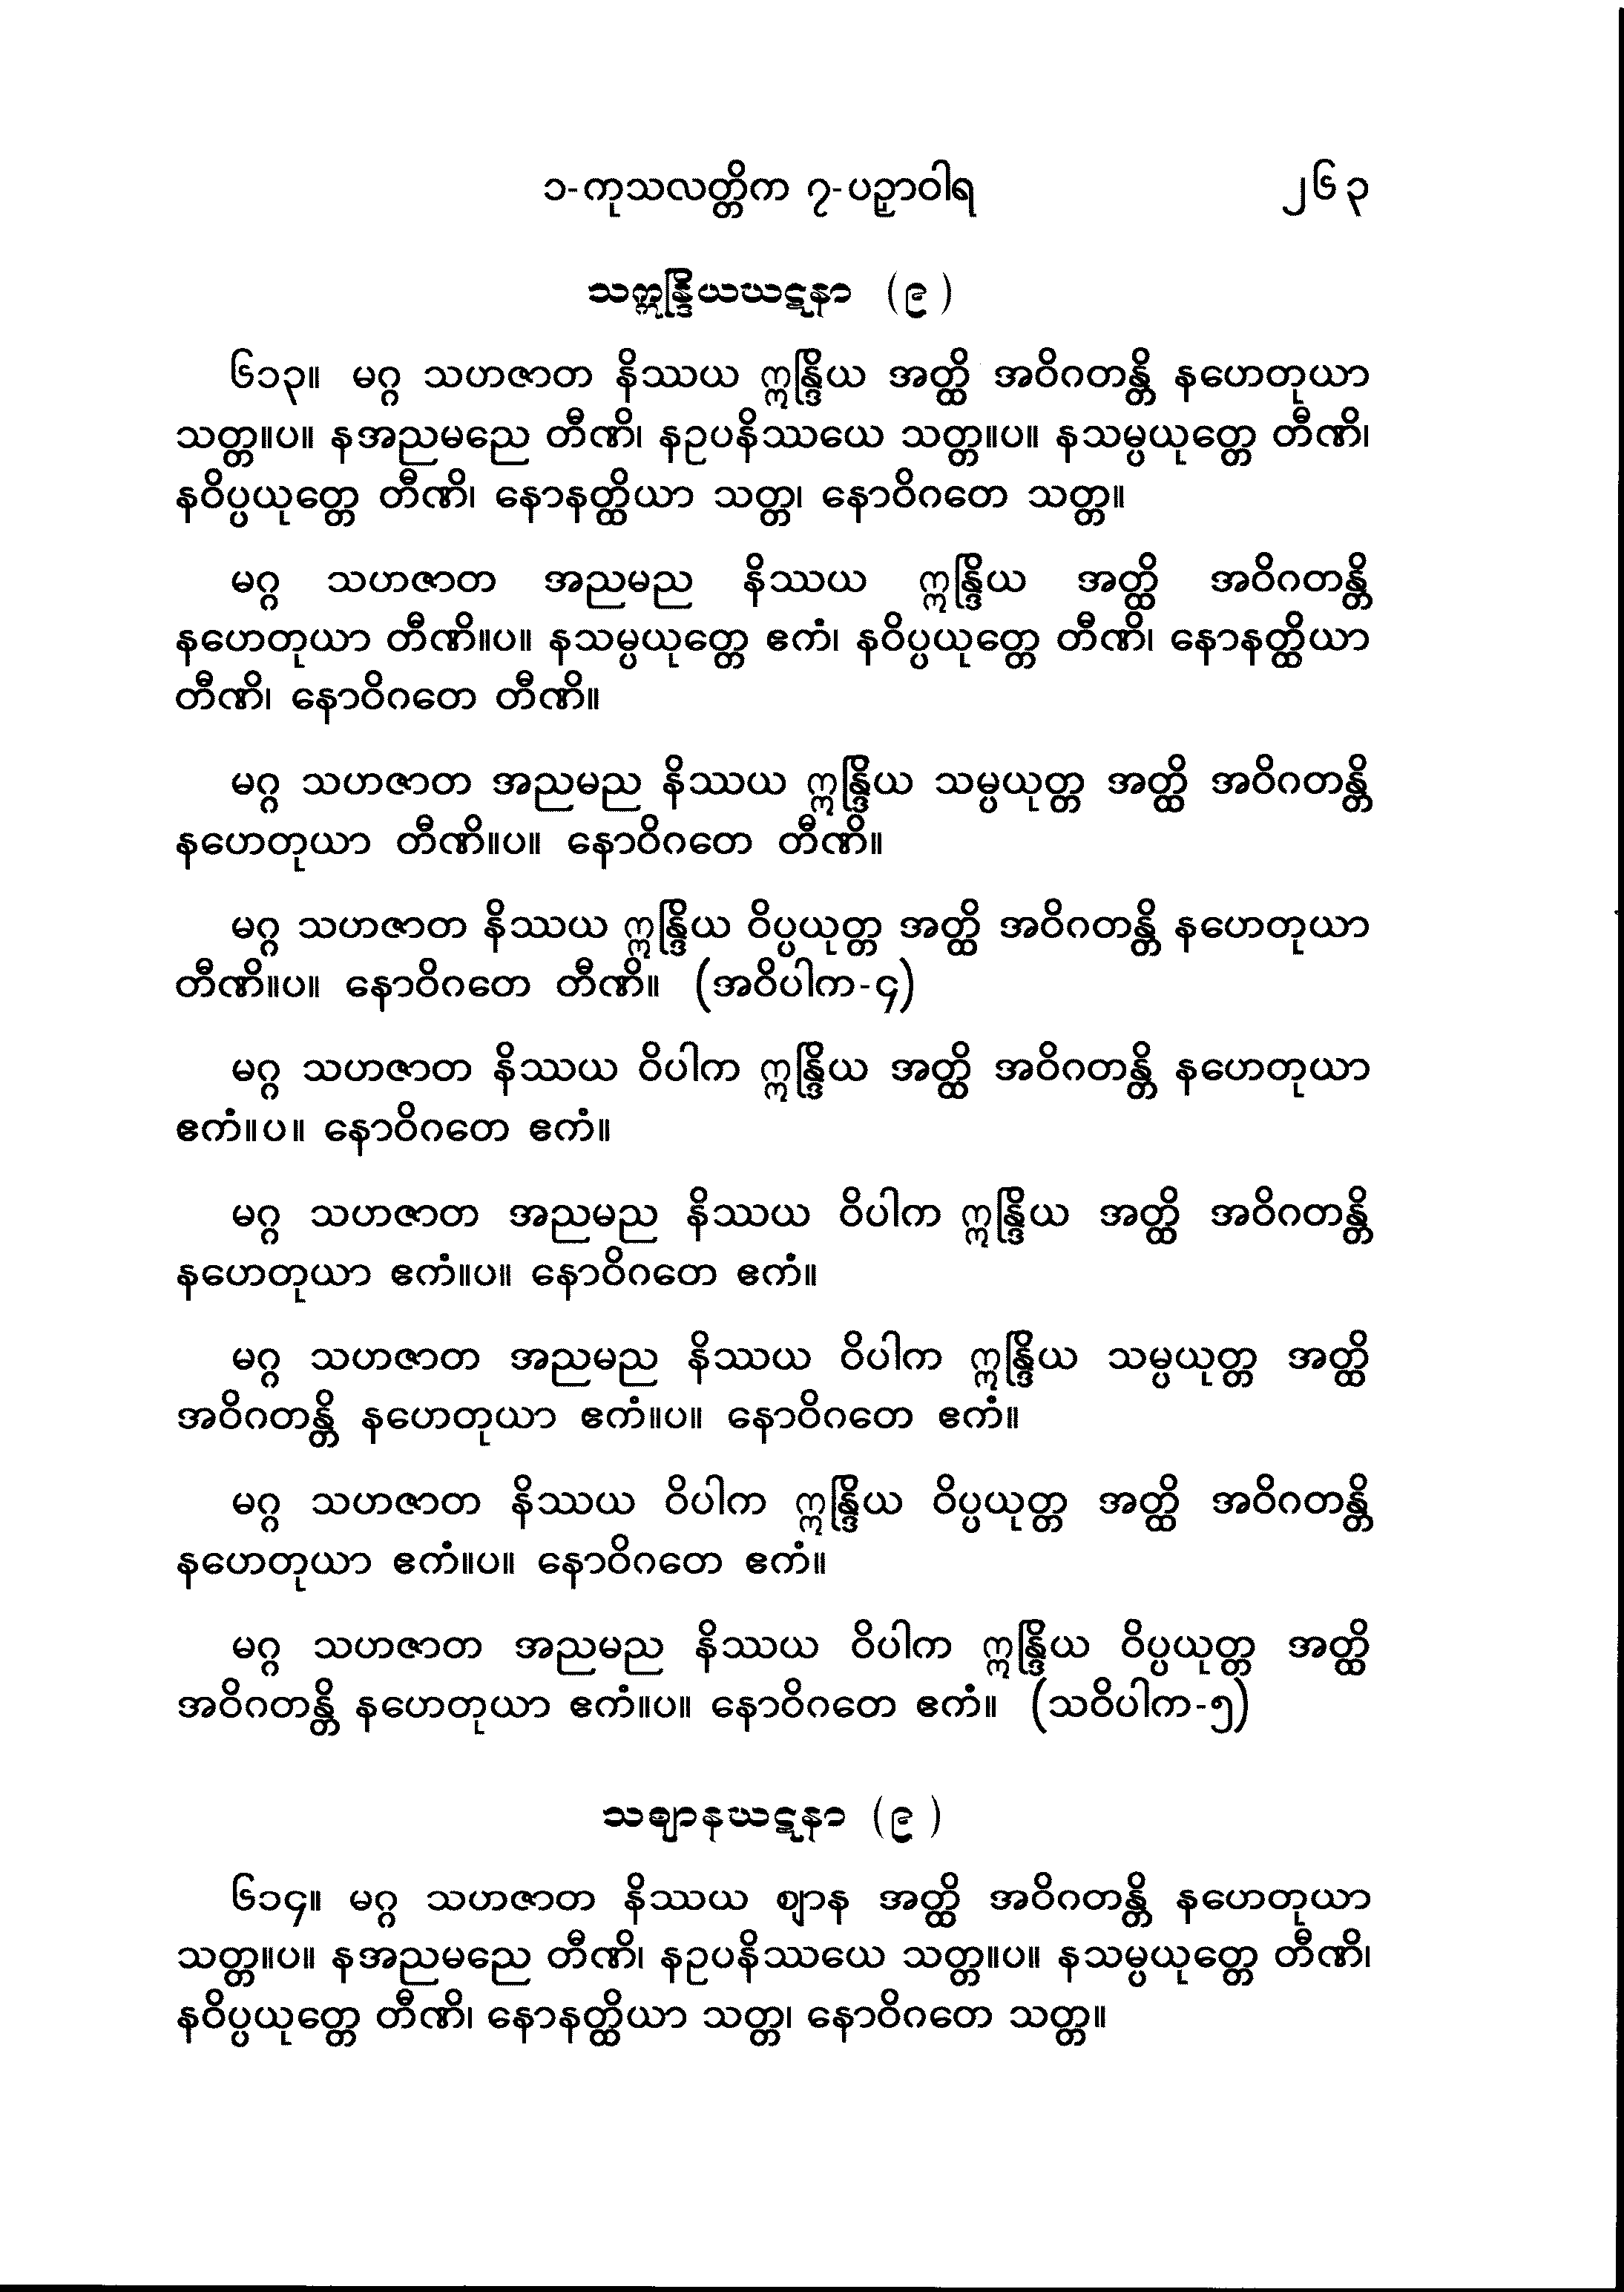 ၁-ကုသလတ္တိက ၇-ပဉှာဝါရ ၂၆၃
သဣန္ဒြိယဃဋနာ (၉)
၆၁၃။ မဂ္ဂ သဟဇာတ နိဿယ ဣန္ဒြိယ အတ္ထိ အဝိဂတန္တိ နဟေတုယာ
သတ္တ။ပ။ နအညမညေ တီဏိ၊ နဥပနိဿယေ သတ္တ။ပ။ နသမ္ပယုတ္တေ တီဏိ၊
နဝိပ္ပယုတ္တေ တီဏိ၊ နောနတ္ထိယာ သတ္တ၊ နောဝိဂတေ သတ္တ။
မဂ္ဂ သဟဇာတ အညမည နိဿယ ဣန္ဒြိယ အတ္ထိ အဝိဂတန္တိ
နဟေတုယာ တီဏိ။ပ။ နသမ္ပယုတ္တေ ဧကံ၊ နဝိပ္ပယုတ္တေ တီဏိ၊ နောနတ္ထိယာ
တီဏိ၊ နောဝိဂတေ တီဏိ။
မဂ္ဂ သဟဇာတ အညမည နိဿယ ဣန္ဒြိယ သမ္ပယုတ္တ အတ္ထိ အဝိဂတန္တိ
နဟေတုယာ တီဏိ။ပ။ နောဝိဂတေ တီဏိ။
မဂ္ဂ သဟဇာတ နိဿယ ဣန္ဒြိယ ဝိပ္ပယုတ္တ အတ္ထိ အဝိဂတန္တိ နဟေတုယာ
တီဏိ။ပ။ နောဝိဂတေ တီဏိ။ (အဝိပါက-၄)
မဂ္ဂ သဟဇာတ နိဿယ ဝိပါက ဣန္ဒြိယ အတ္ထိ အဝိဂတန္တိ နဟေတုယာ
ဧကံ။ပ။ နောဝိဂတေ ဧကံ။
မဂ္ဂ သဟဇာတ အညမည နိဿယ ဝိပါက ဣန္ဒြိယ အတ္ထိ အဝိဂတန္တိ
နဟေတုယာ ဧကံ။ပ။ နောဝိဂတေ ဧကံ။
မဂ္ဂ သဟဇာတ အညမည နိဿယ ဝိပါက ဣန္ဒြိယ သမ္ပယုတ္တ အတ္ထိ
အဝိဂတန္တိ နဟေတုယာ ဧကံ။ပ။ နောဝိဂတေ ဧကံ။
မဂ္ဂ သဟဇာတ နိဿယ ဝိပါက ဣန္ဒြိယ ဝိပ္ပယုတ္တ အတ္ထိ အဝိဂတန္တိ
နဟေတုယာ ဧကံ။ပ။ နောဝိဂတေ ဧကံ။
မဂ္ဂ သဟဇာတ အညမည နိဿယ ဝိပါက ဣန္ဒြိယ ဝိပ္ပယုတ္တ အတ္ထိ
အဝိဂတန္တိ နဟေတုယာ ဧကံ။ပ။ နောဝိဂတေ ဧကံ။ (သဝိပါက-၅)
သဈာနဃဋနာ (၉)
၆၁၄။ မဂ္ဂ သဟဇာတ နိဿယ ဈာန အတ္ထိ အဝိဂတန္တိ နဟေတုယာ
သတ္တ။ပ။ နအညမညေ တီဏိ၊ နဥပနိဿယေ သတ္တ။ပ။ နသမ္ပယုတ္တေ တီဏိ၊
နဝိပ္ပယုတ္တေ တီဏိ၊ နောနတ္ထိယာ သတ္တ၊ နောဝိဂတေ သတ္တ။